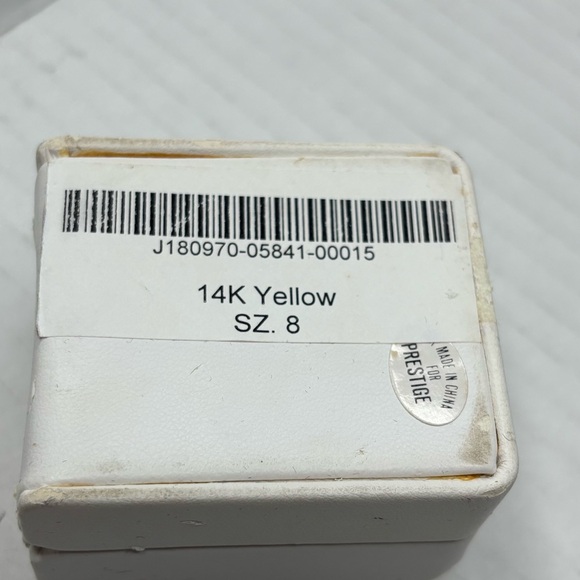 J180970-05841-00015
14K Yellow
SZ. 8
MADE IN CHINA
FOR
PRESTIGE